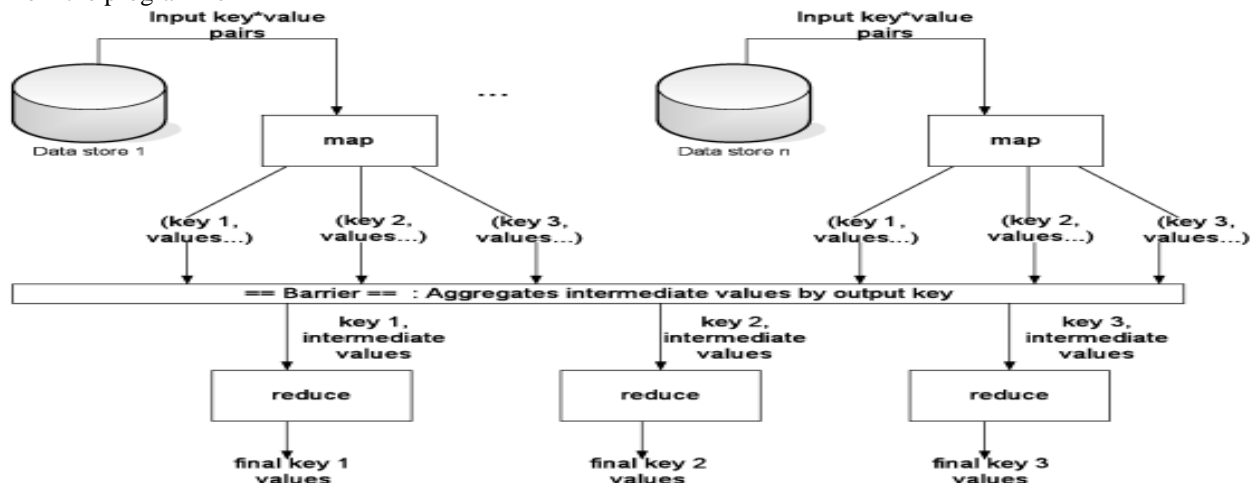 Input key*value
pairs
Input key*value
pairs
...
map
map
Data store 1
Data store n
(key 1,
values...)
(key 2,
values...)
(key 3,
values...)
(key 1,
values...)
(key 2,
values...)
(key 3,
values...)
== Barrier == : Aggregates intermediate values by output key
key 1,
intermediate
values
key 2,
intermediate
values
key 3,
intermediate
values
reduce
reduce
reduce
final key 1
values
final key 2
values
final key 3
values